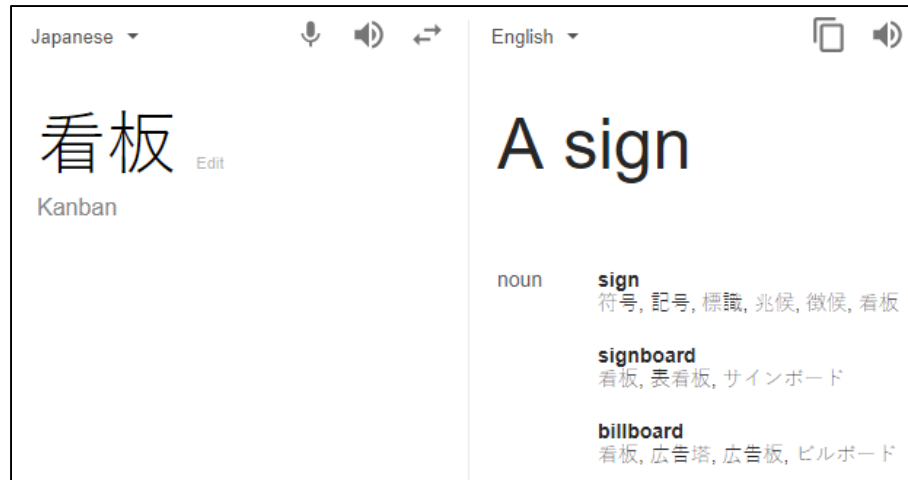 Japanese
English
看板 Edit
Kanban
A sign
noun
sign
符号, 記号, 標識, 兆候, 徴候, 看板
signboard
看板, 表看板, サインボード
billboard
看板, 広告塔, 広告板, ビルボード